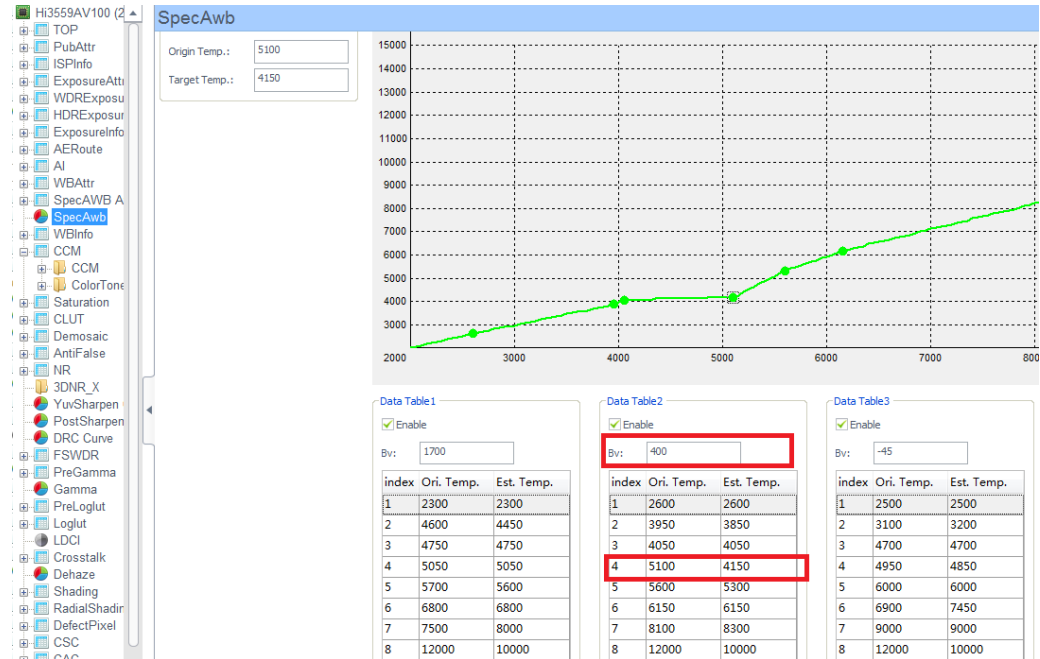 Hi3559AV100 (2
TOP
PubAttr
ISPInfo
ExposureAttr
WDRExposu
HDRExposur
ExposureInfo
AERoute
AI
WBAttr
SpecAWB A
SpecAwb
WBInfo
CCM
CCM
ColorTone
Saturation
CLUT
Demosaic
AntiFalse
NR
3DNR_X
YuvSharpen
PostSharpen
DRC Curve
FSWDR
PreGamma
Gamma
PreLoglut
Loglut
LDCI
Crosstalk
Dehaze
Shading
RadialShadin
DefectPixel
CSC
CAC
SpecAwb
Origin Temp.: 5100
Target Temp.: 4150
15000
14000
13000
12000
11000
10000
9000
8000
7000
6000
5000
4000
3000
2000 3000 4000 5000 6000 7000 800
Data Table1
Enable
Bv: 1700
index Ori. Temp. Est. Temp.
1 2300 2300
2 4600 4450
3 4750 4750
4 5050 5050
5 5700 5600
6 6800 6800
7 7500 8000
8 12000 10000
Data Table2
Enable
Bv: 400
index Ori. Temp. Est. Temp.
1 2600 2600
2 3950 3850
3 4050 4050
4 5100 4150
5 5600 5300
6 6150 6150
7 8100 8300
8 12000 10000
Data Table3
Enable
Bv: -45
index Ori. Temp. Est. Temp.
1 2500 2500
2 3100 3200
3 4700 4700
4 4950 4850
5 6000 6000
6 6900 7450
7 9000 9000
8 12000 10000